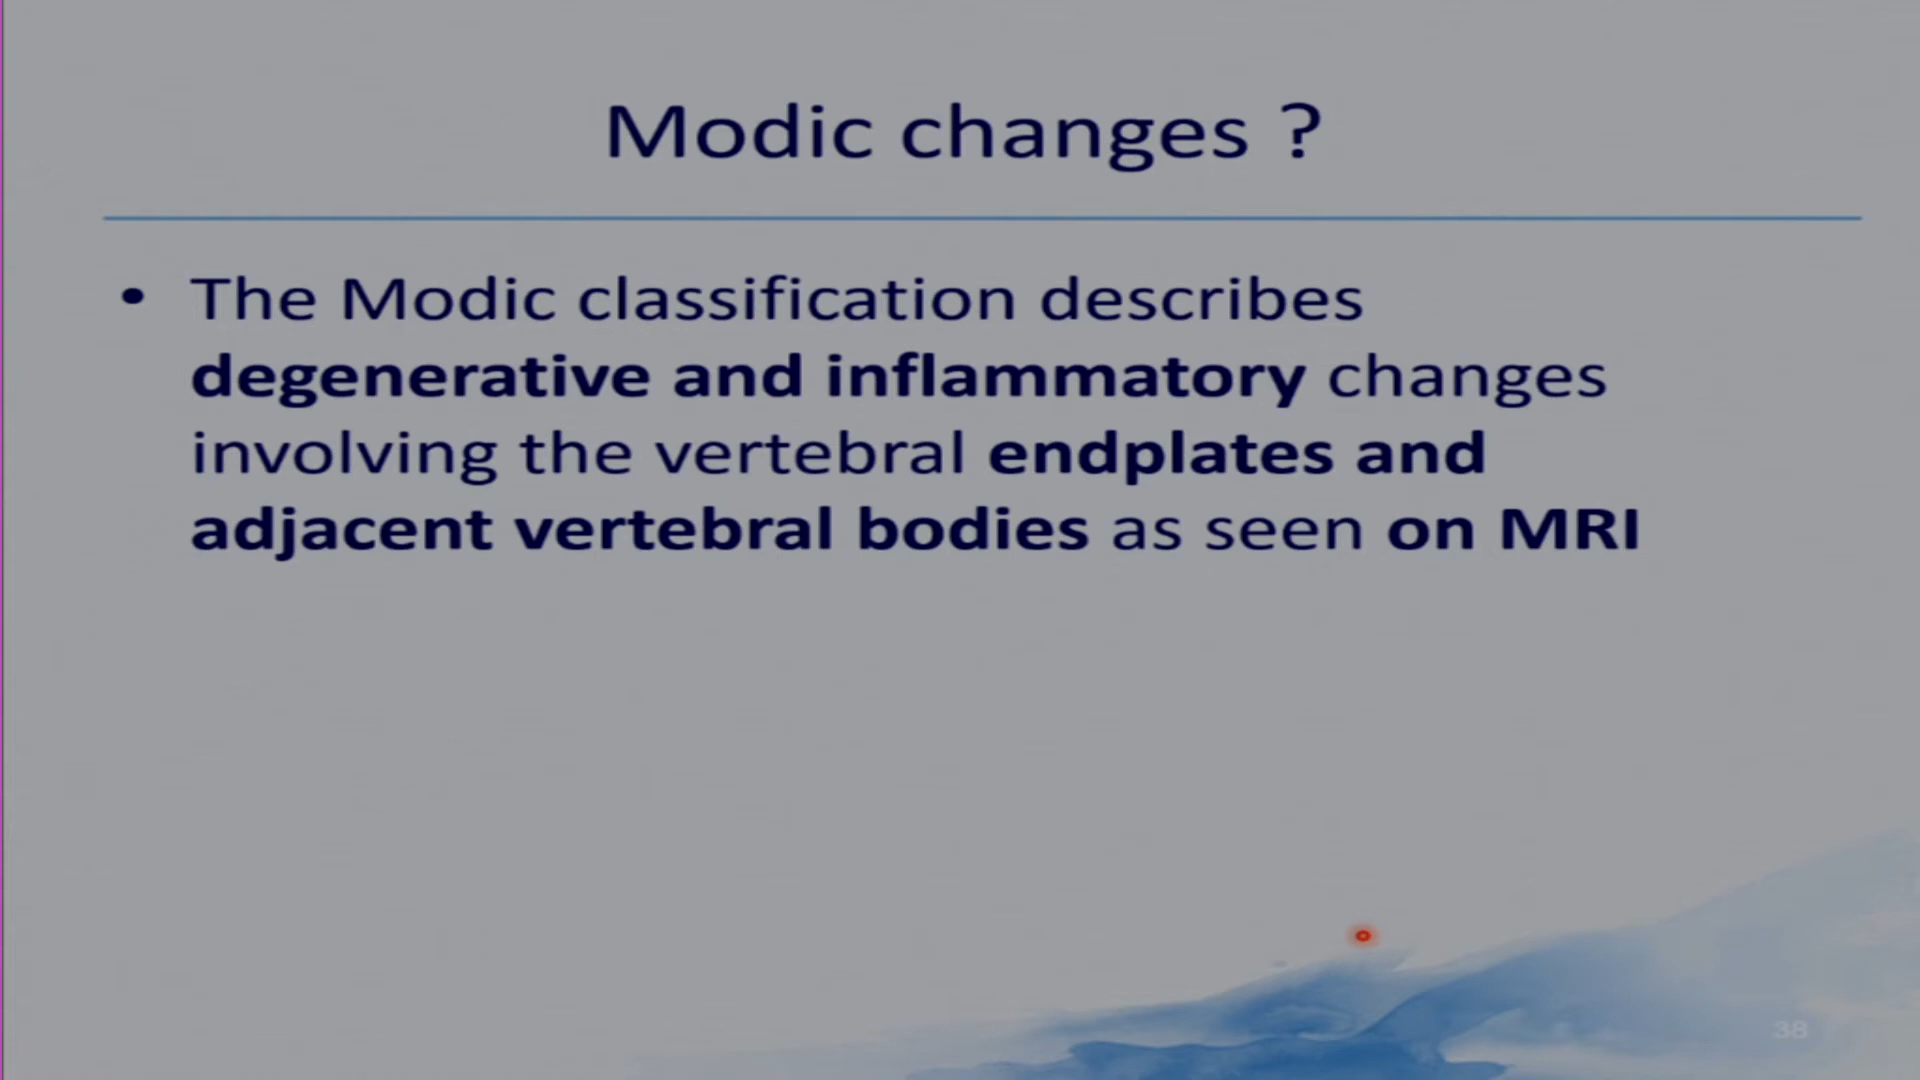 Modic changes ?
• The Modic classification describes
degenerative and inflammatory changes
involving the vertebral endplates and
adjacent vertebral bodies as seen on MRI
38